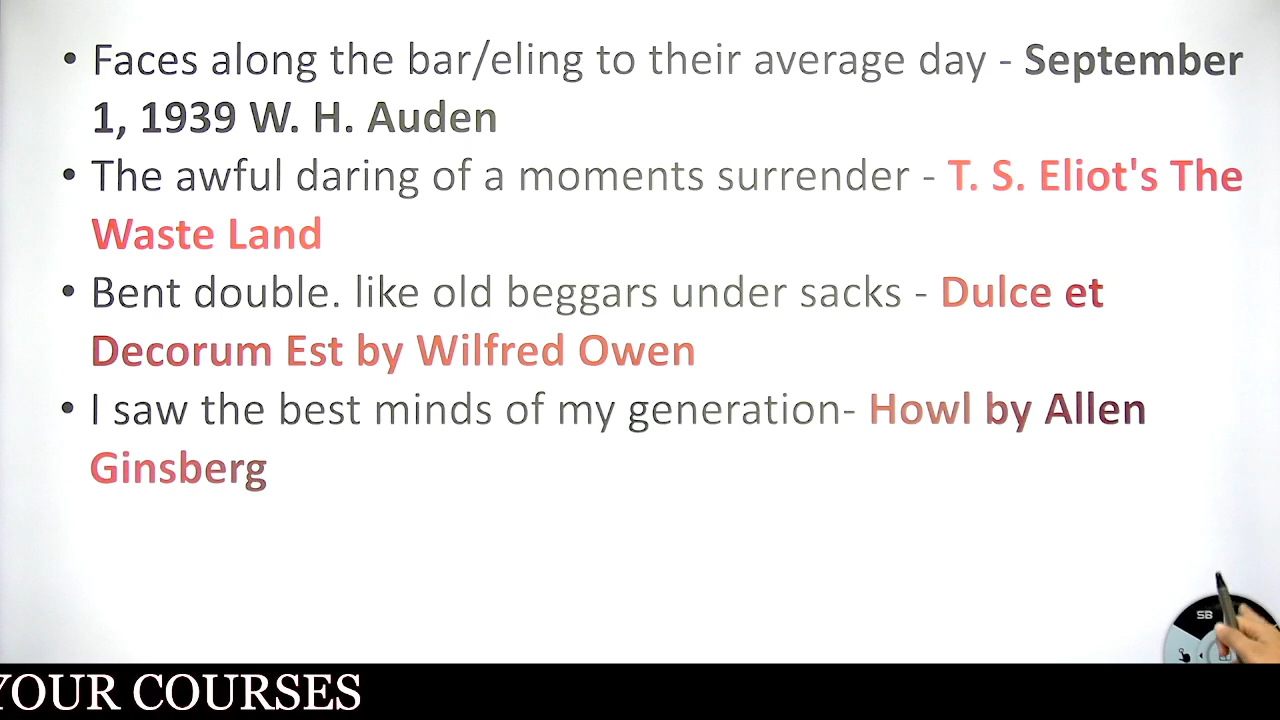 • Faces along the bar/eling to their average day - September
1, 1939 W. H. Auden
• The awful daring of a moments surrender - T. S. Eliot's The
Waste Land
• Bent double. like old beggars under sacks - Dulce et
Decorum Est by Wilfred Owen
• I saw the best minds of my generation- Howl by Allen
Ginsberg
SB
YOUR COURSES